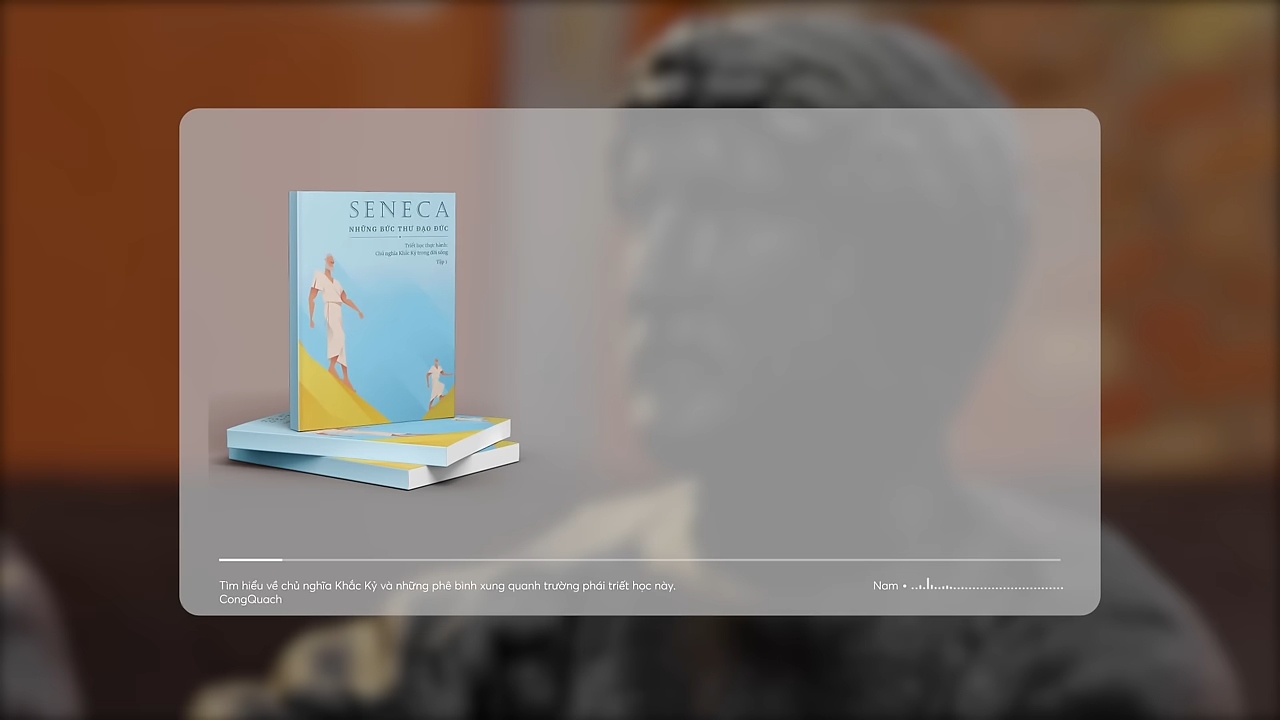 SENECA
NHỮNG BỨC THƯ ĐẠO ĐỨC
Triết học thực hành:
Chủ nghĩa Khắc Kỷ trong đời sống
Tập 1
Tìm hiểu về chủ nghĩa Khắc Kỷ và những phê bình xung quanh trường phái triết học này.
CongQuach
Nam •